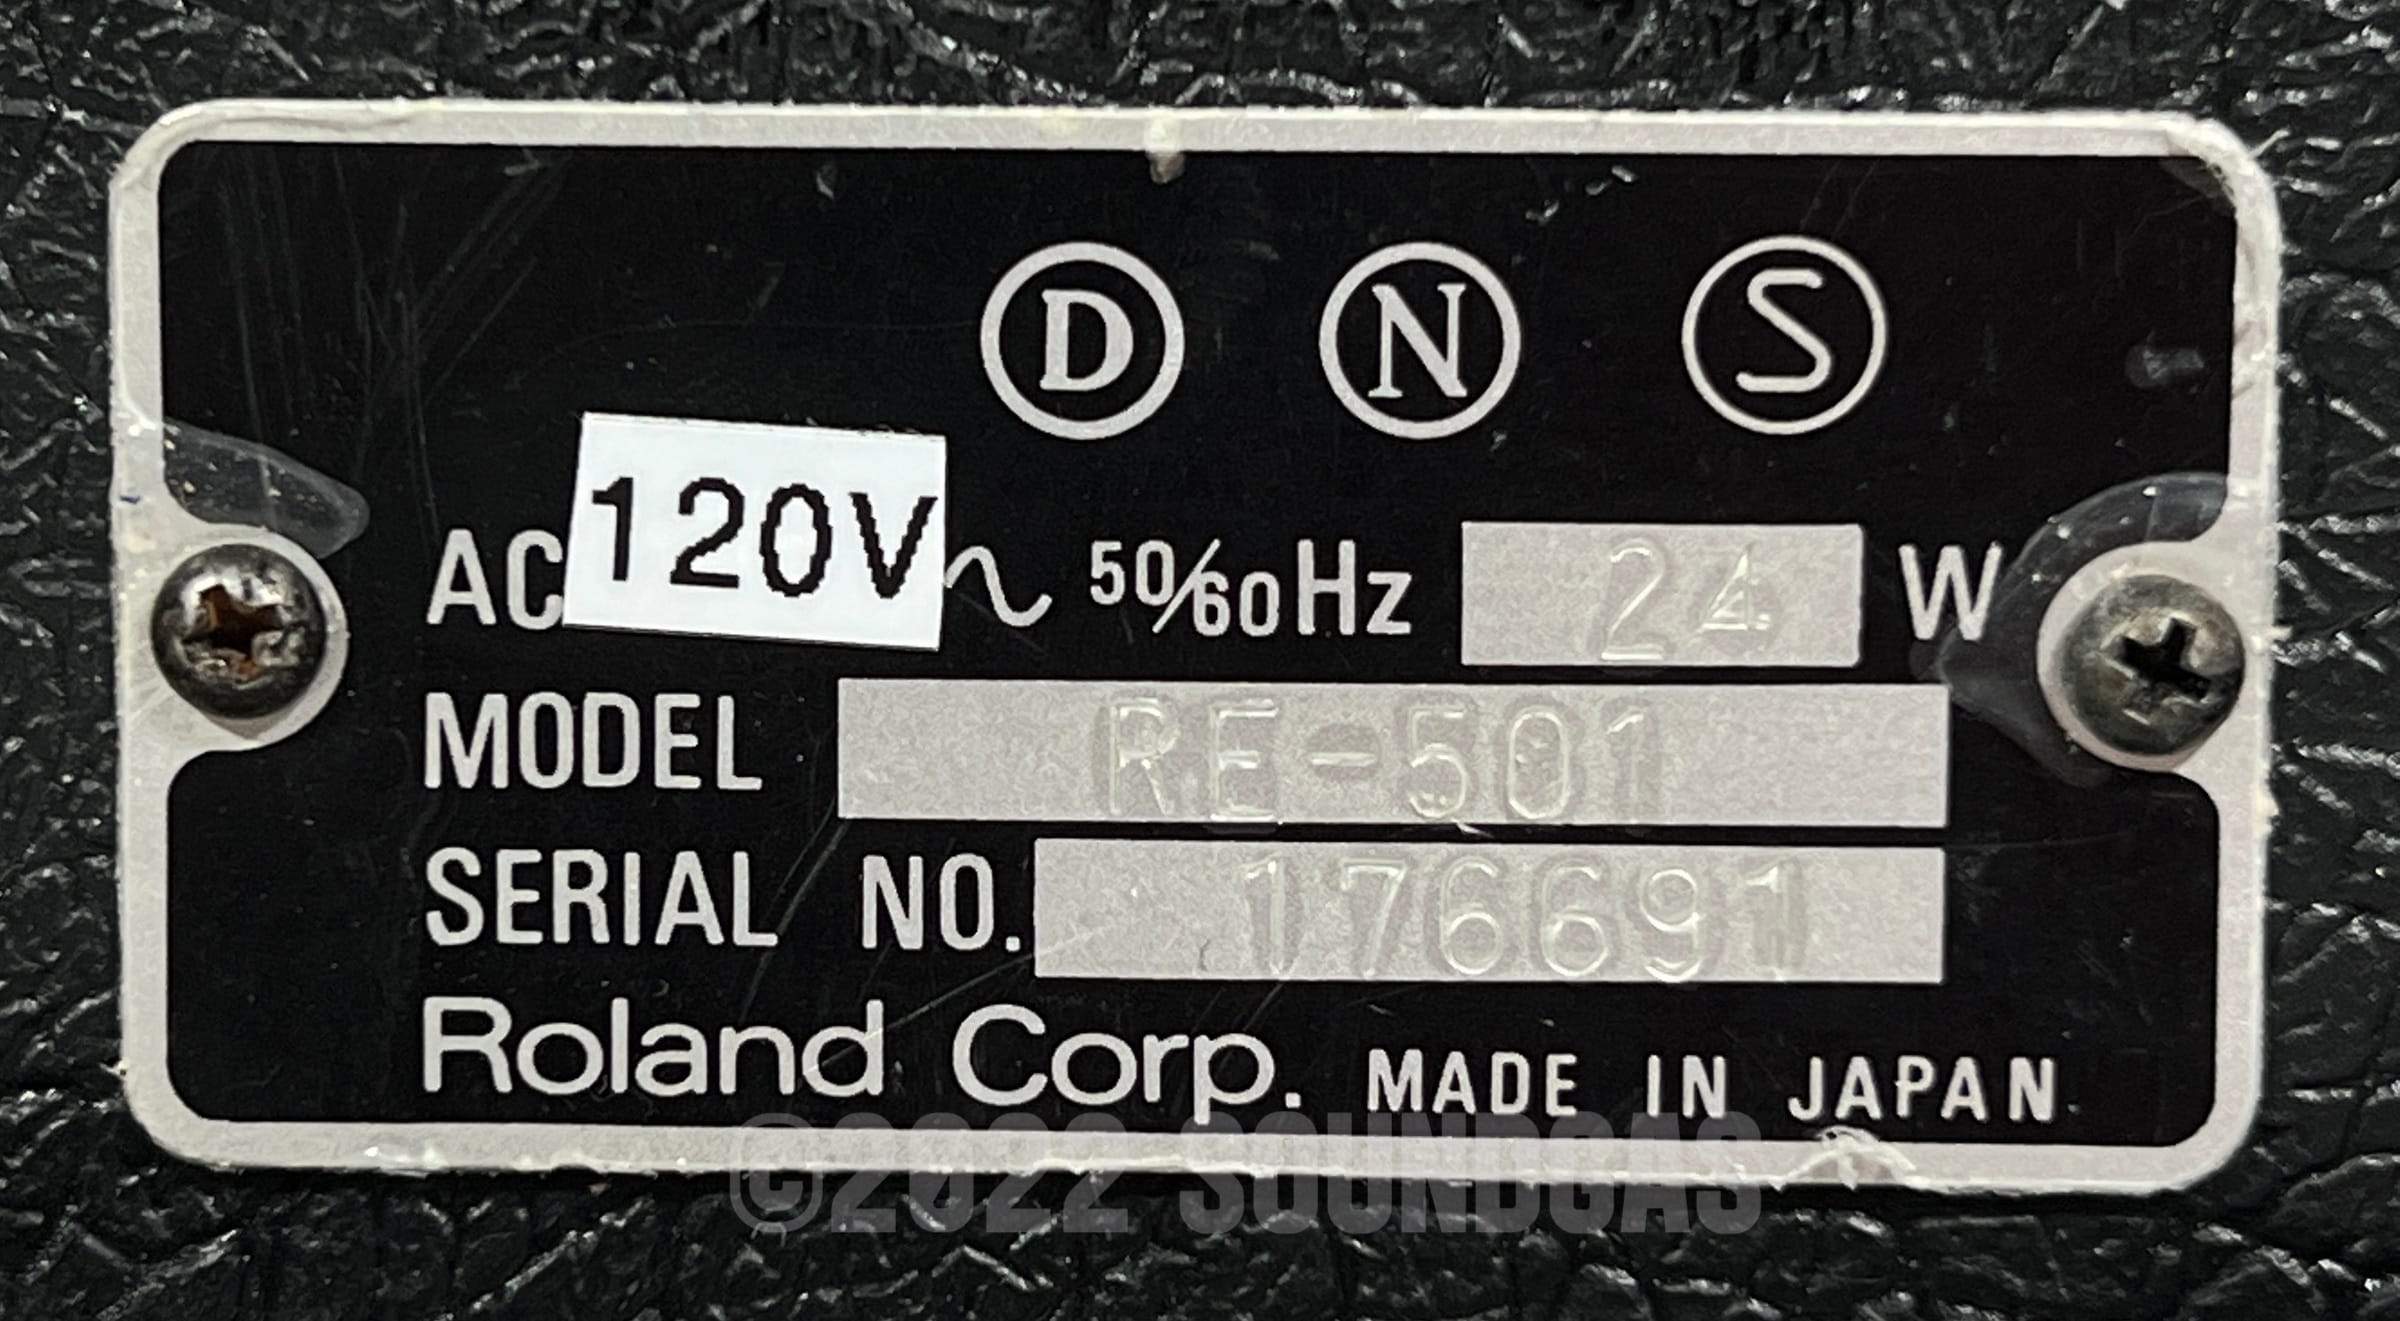 D N S
AC 120V ~ 50/60Hz 24 W
MODEL RE-501
SERIAL NO. 176691
Roland Corp. MADE IN JAPAN
©2022 SOUNDGAS